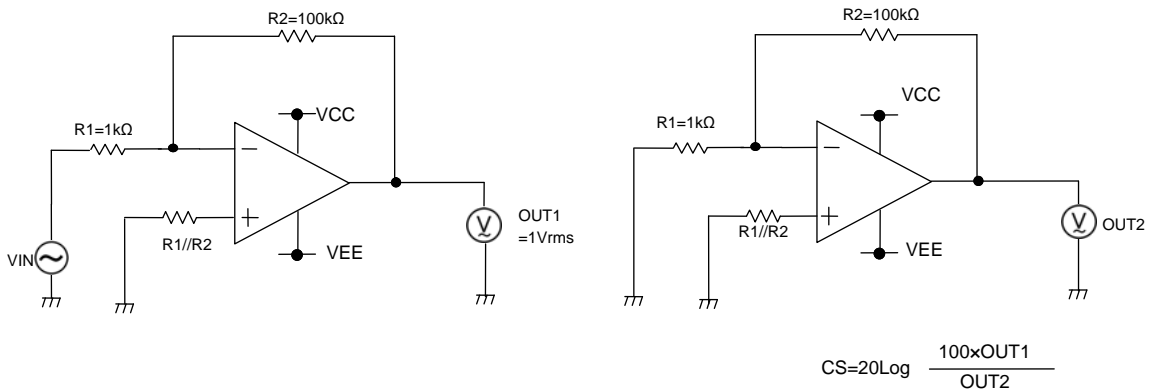 R2=100kΩ
VCC
R1=1kΩ
R1//R2
VEE
VIN
V
OUT1
=1Vrms
R2=100kΩ
VCC
R1=1kΩ
R1//R2
VEE
V
OUT2
CS=20Log 100×OUT1
OUT2